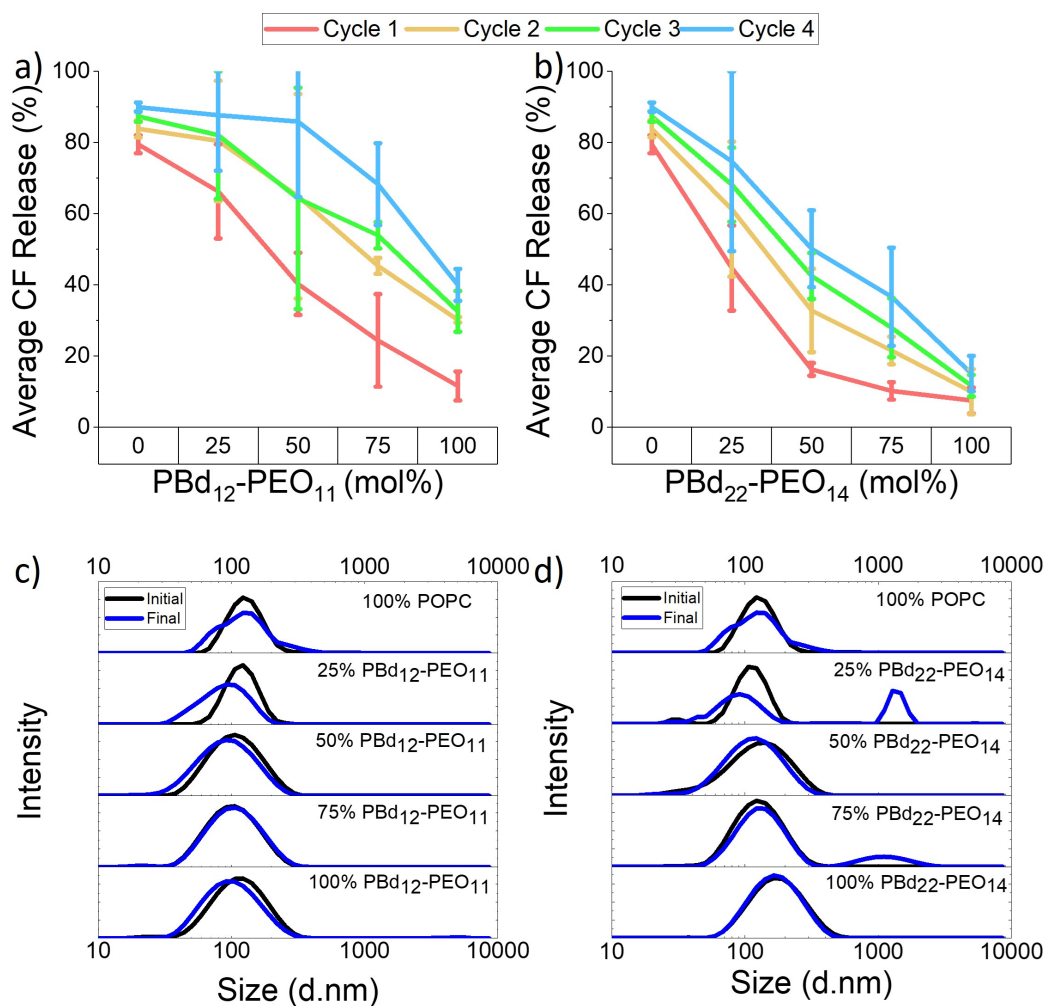 Cycle 1 Cycle 2 Cycle 3 Cycle 4
a)
100
80
60
40
20
0
Average CF Release (%)
0 25 50 75 100
PBd₁₂-PEO₁₁ (mol%)
b)
100
80
60
40
20
0
Average CF Release (%)
0 25 50 75 100
PBd₂₂-PEO₁₄ (mol%)
c)
10 100 1000 10000
Initial
Final
100% POPC
25% PBd₁₂-PEO₁₁
50% PBd₁₂-PEO₁₁
75% PBd₁₂-PEO₁₁
100% PBd₁₂-PEO₁₁
Intensity
10 100 1000 10000
Size (d.nm)
d)
10 100 1000 10000
Initial
Final
100% POPC
25% PBd₂₂-PEO₁₄
50% PBd₂₂-PEO₁₄
75% PBd₂₂-PEO₁₄
100% PBd₂₂-PEO₁₄
Intensity
10 100 1000 10000
Size (d.nm)